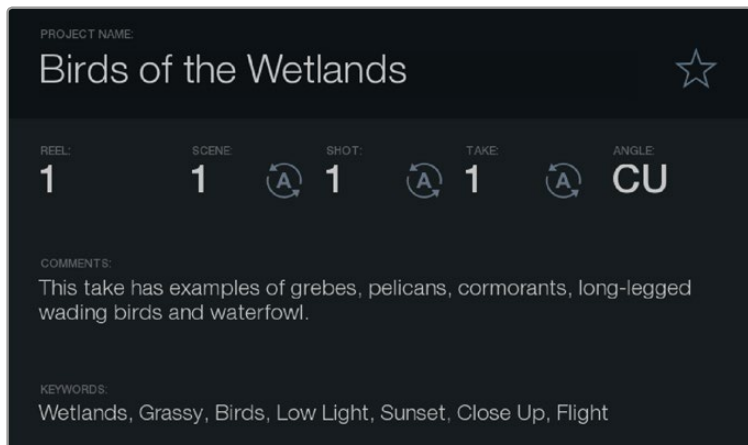 PROJECT NAME:
Birds of the Wetlands
REEL: SCENE: SHOT: TAKE: ANGLE:
1 1 A 1 A 1 A CU
COMMENTS:
This take has examples of grebes, pelicans, cormorants, long-legged
wading birds and waterfowl.
KEYWORDS:
Wetlands, Grassy, Birds, Low Light, Sunset, Close Up, Flight